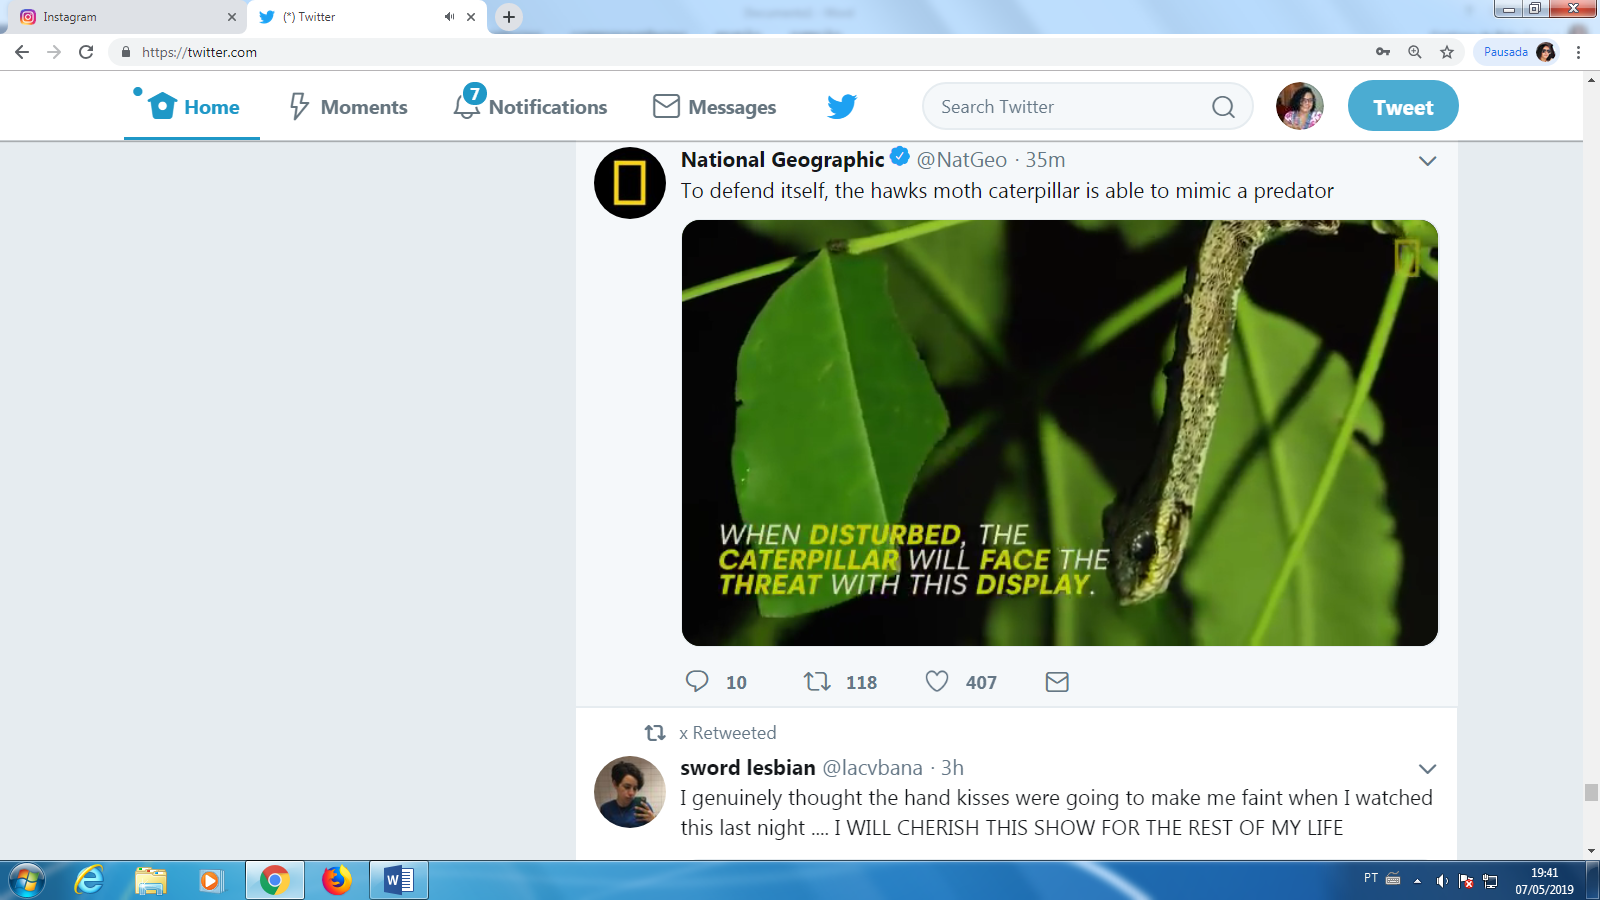 Instagram
(*) Twitter
https://twitter.com
Pausada
Home
Moments
7
Notifications
Messages
Search Twitter
Tweet
National Geographic @NatGeo · 35m
To defend itself, the hawks moth caterpillar is able to mimic a predator
WHEN DISTURBED, THE
CATERPILLAR WILL FACE THE
THREAT WITH THIS DISPLAY.
10
118
407
x Retweeted
sword lesbian @lacvbana · 3h
I genuinely thought the hand kisses were going to make me faint when I watched
this last night .... I WILL CHERISH THIS SHOW FOR THE REST OF MY LIFE
PT
19:41
07/05/2019